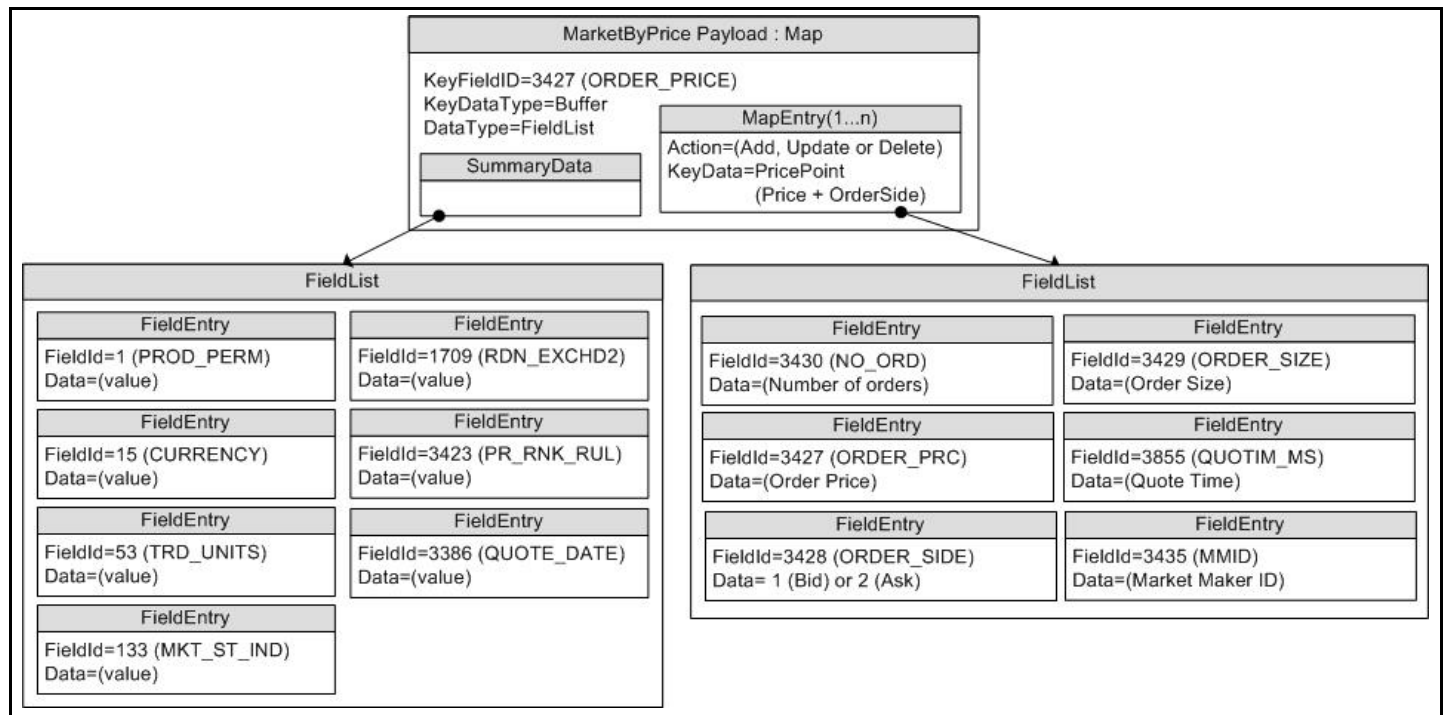 MarketByPrice Payload : Map
KeyFieldID=3427 (ORDER_PRICE)
KeyDataType=Buffer
DataType=FieldList
SummaryData
MapEntry(1...n)
Action=(Add, Update or Delete)
KeyData=PricePoint
(Price + OrderSide)
FieldList
FieldEntry
FieldId=1 (PROD_PERM)
Data=(value)
FieldEntry
FieldId=1709 (RDN_EXCHD2)
Data=(value)
FieldEntry
FieldId=15 (CURRENCY)
Data=(value)
FieldEntry
FieldId=3423 (PR_RNK_RUL)
Data=(value)
FieldEntry
FieldId=53 (TRD_UNITS)
Data=(value)
FieldEntry
FieldId=3386 (QUOTE_DATE)
Data=(value)
FieldEntry
FieldId=133 (MKT_ST_IND)
Data=(value)
FieldList
FieldEntry
FieldId=3430 (NO_ORD)
Data=(Number of orders)
FieldEntry
FieldId=3429 (ORDER_SIZE)
Data=(Order Size)
FieldEntry
FieldId=3427 (ORDER_PRC)
Data=(Order Price)
FieldEntry
FieldId=3855 (QUOTIM_MS)
Data=(Quote Time)
FieldEntry
FieldId=3428 (ORDER_SIDE)
Data= 1 (Bid) or 2 (Ask)
FieldEntry
FieldId=3435 (MMID)
Data=(Market Maker ID)